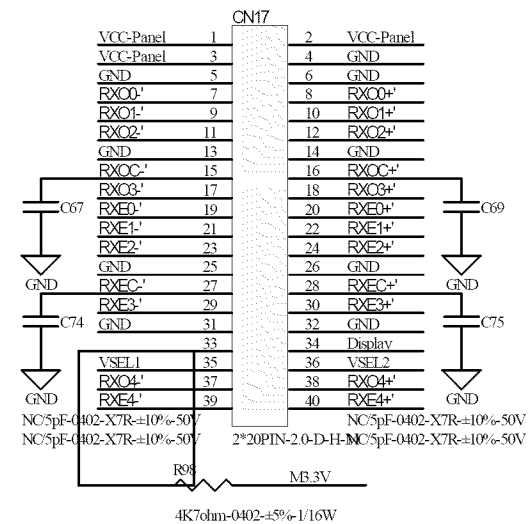 CN17
VCC-Panel 1 2 VCC-Panel
VCC-Panel 3 4 GND
GND 5 6 GND
RXO0-' 7 8 RXO0+'
RXO1-' 9 10 RXO1+'
RXO2-' 11 12 RXO2+'
GND 13 14 GND
RXOC-' 15 16 RXOC+'
RXO3-' 17 18 RXO3+'
C67 RXE0-' 19 20 RXE0+' C69
RXE1-' 21 22 RXE1+'
RXE2-' 23 24 RXE2+'
GND 25 26 GND
GND RXEC-' 27 28 RXEC+' GND
RXE3-' 29 30 RXE3+'
C74 GND 31 32 GND C75
33 34 Display
VSEL1 35 36 VSEL2
RXO4-' 37 38 RXO4+'
GND RXE4-' 39 40 RXE4+' GND
NC/5pF-0402-X7R-±10%-50V NC/5pF-0402-X7R-±10%-50V
NC/5pF-0402-X7R-±10%-50V 2*20PIN-2.0-D-H- NC/5pF-0402-X7R-±10%-50V
R98 M3.3V
4K7ohm-0402-±5%-1/16W